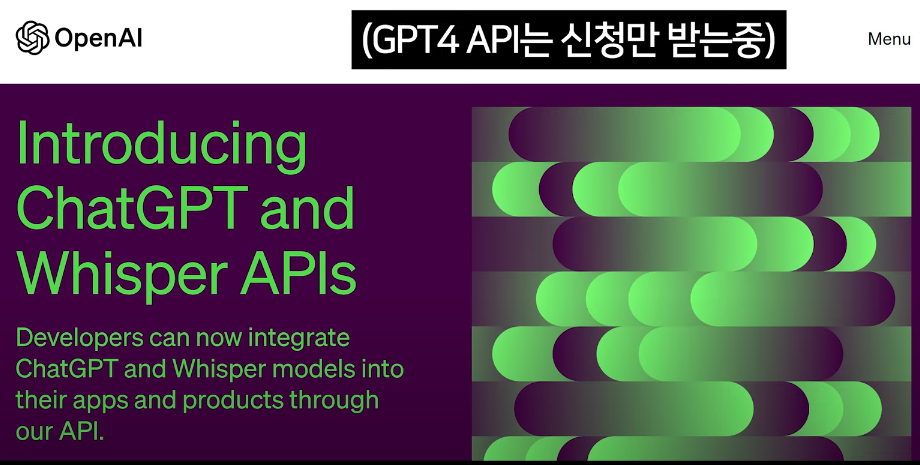 OpenAI
(GPT4 API는 신청만 받는중)
Menu
Introducing
ChatGPT and
Whisper APIs
Developers can now integrate
ChatGPT and Whisper models into
their apps and products through
our API.